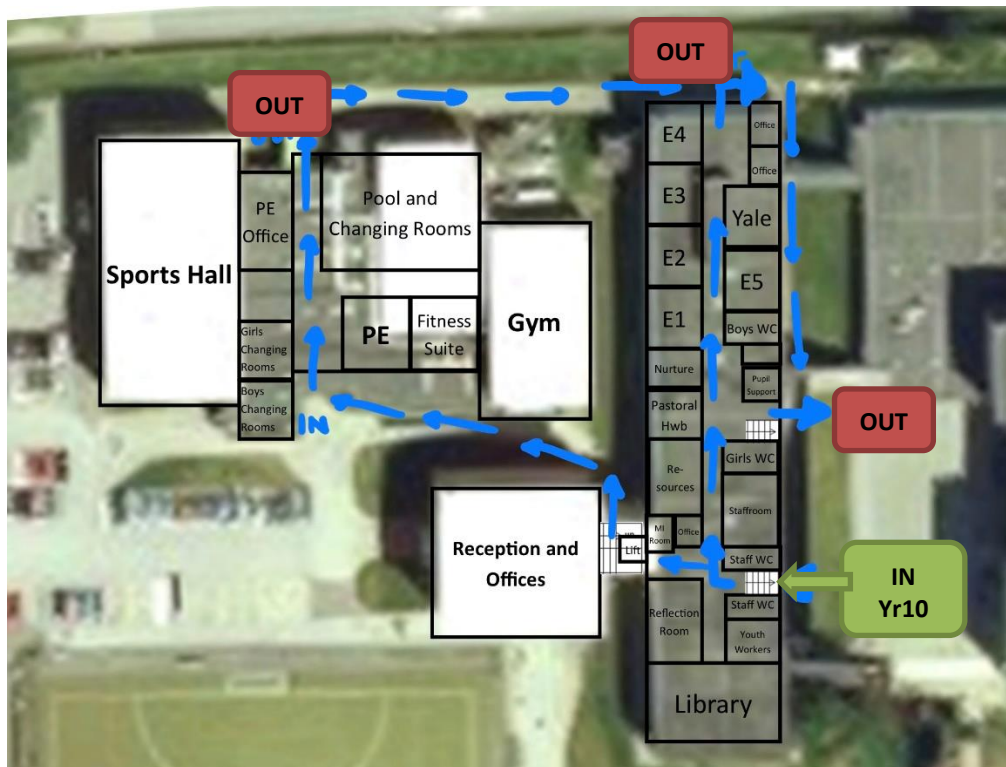 OUT
OUT
E4
Office
Office
E3
PE
Office
Pool and
Changing Rooms
Yale
Sports Hall
E2
E5
Gym
E1
Boys WC
Girls
Changing
Rooms
PE
Fitness
Suite
Nurture
Pupil
Support
Boys
Changing
Rooms
IN
Pastoral
Hwb
OUT
Girls WC
Re-
sources
Staffroom
MI
Room
Office
Reception and
Offices
Lift
Staff WC
IN
Yr10
Staff WC
Reflection
Room
Youth
Workers
Library